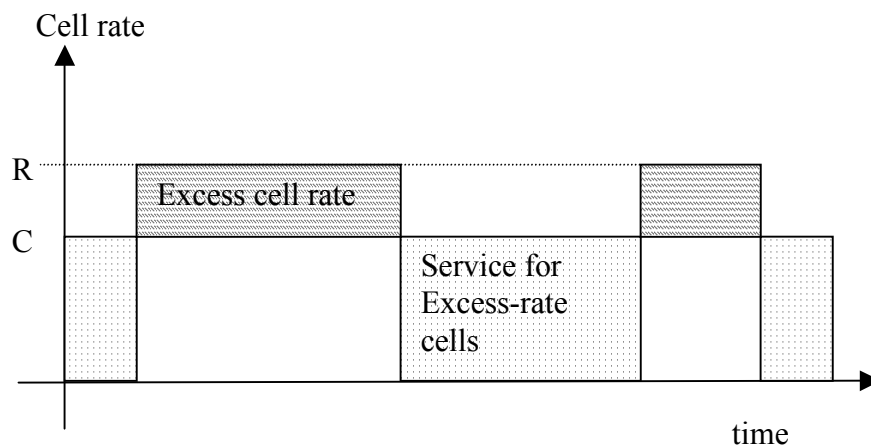 Cell rate
R
Excess cell rate
C
Service for
Excess-rate
cells
time